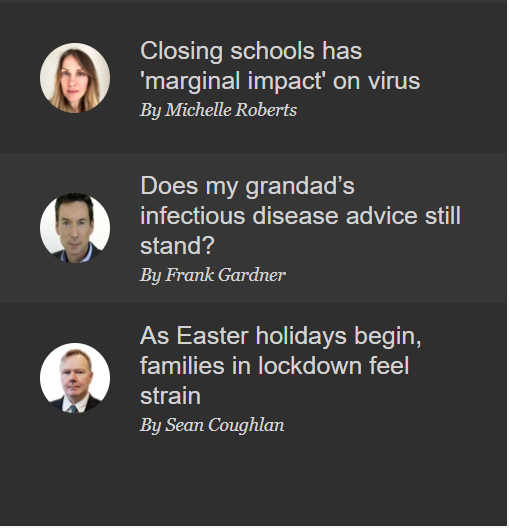 Closing schools has
'marginal impact' on virus
By Michelle Roberts
Does my grandad’s
infectious disease advice still
stand?
By Frank Gardner
As Easter holidays begin,
families in lockdown feel
strain
By Sean Coughlan